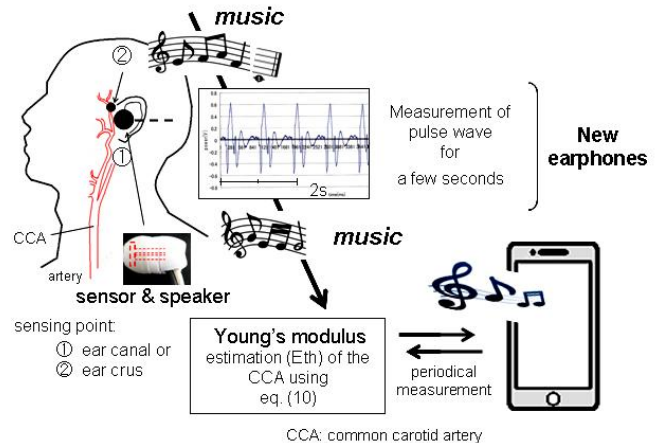 music
②
①
CCA
artery
sensor & speaker
sensing point:
① ear canal or
② ear crus
2s
Measurement of
pulse wave
for
a few seconds
New
earphones
music
Young's modulus
estimation (Eth) of the
CCA using
eq. (10)
periodical
measurement
CCA: common carotid artery